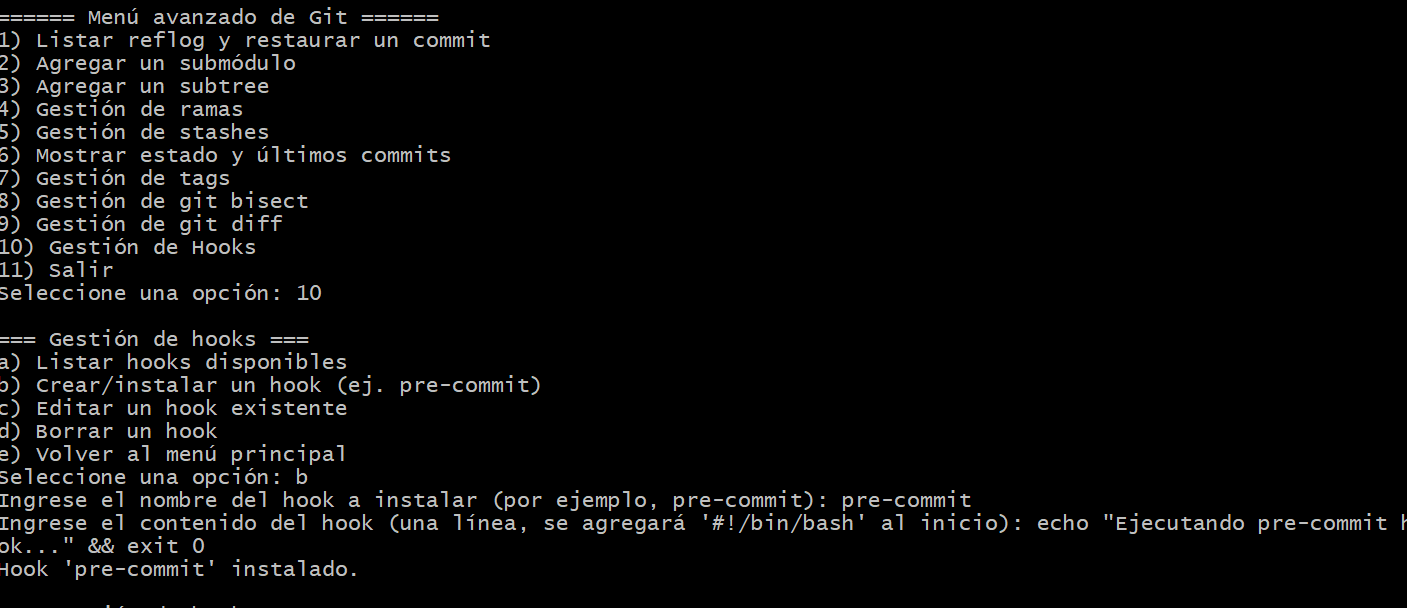 ====== Menú avanzado de Git ======
1) Listar reflog y restaurar un commit
2) Agregar un submódulo
3) Agregar un subtree
4) Gestión de ramas
5) Gestión de stashes
6) Mostrar estado y últimos commits
7) Gestión de tags
8) Gestión de git bisect
9) Gestión de git diff
10) Gestión de Hooks
11) Salir
Seleccione una opción: 10
=== Gestión de hooks ===
a) Listar hooks disponibles
b) Crear/instalar un hook (ej. pre-commit)
c) Editar un hook existente
d) Borrar un hook
e) Volver al menú principal
Seleccione una opción: b
Ingrese el nombre del hook a instalar (por ejemplo, pre-commit): pre-commit
Ingrese el contenido del hook (una línea, se agregará '#!/bin/bash' al inicio): echo "Ejecutando pre-commit h
ok..." && exit 0
Hook 'pre-commit' instalado.